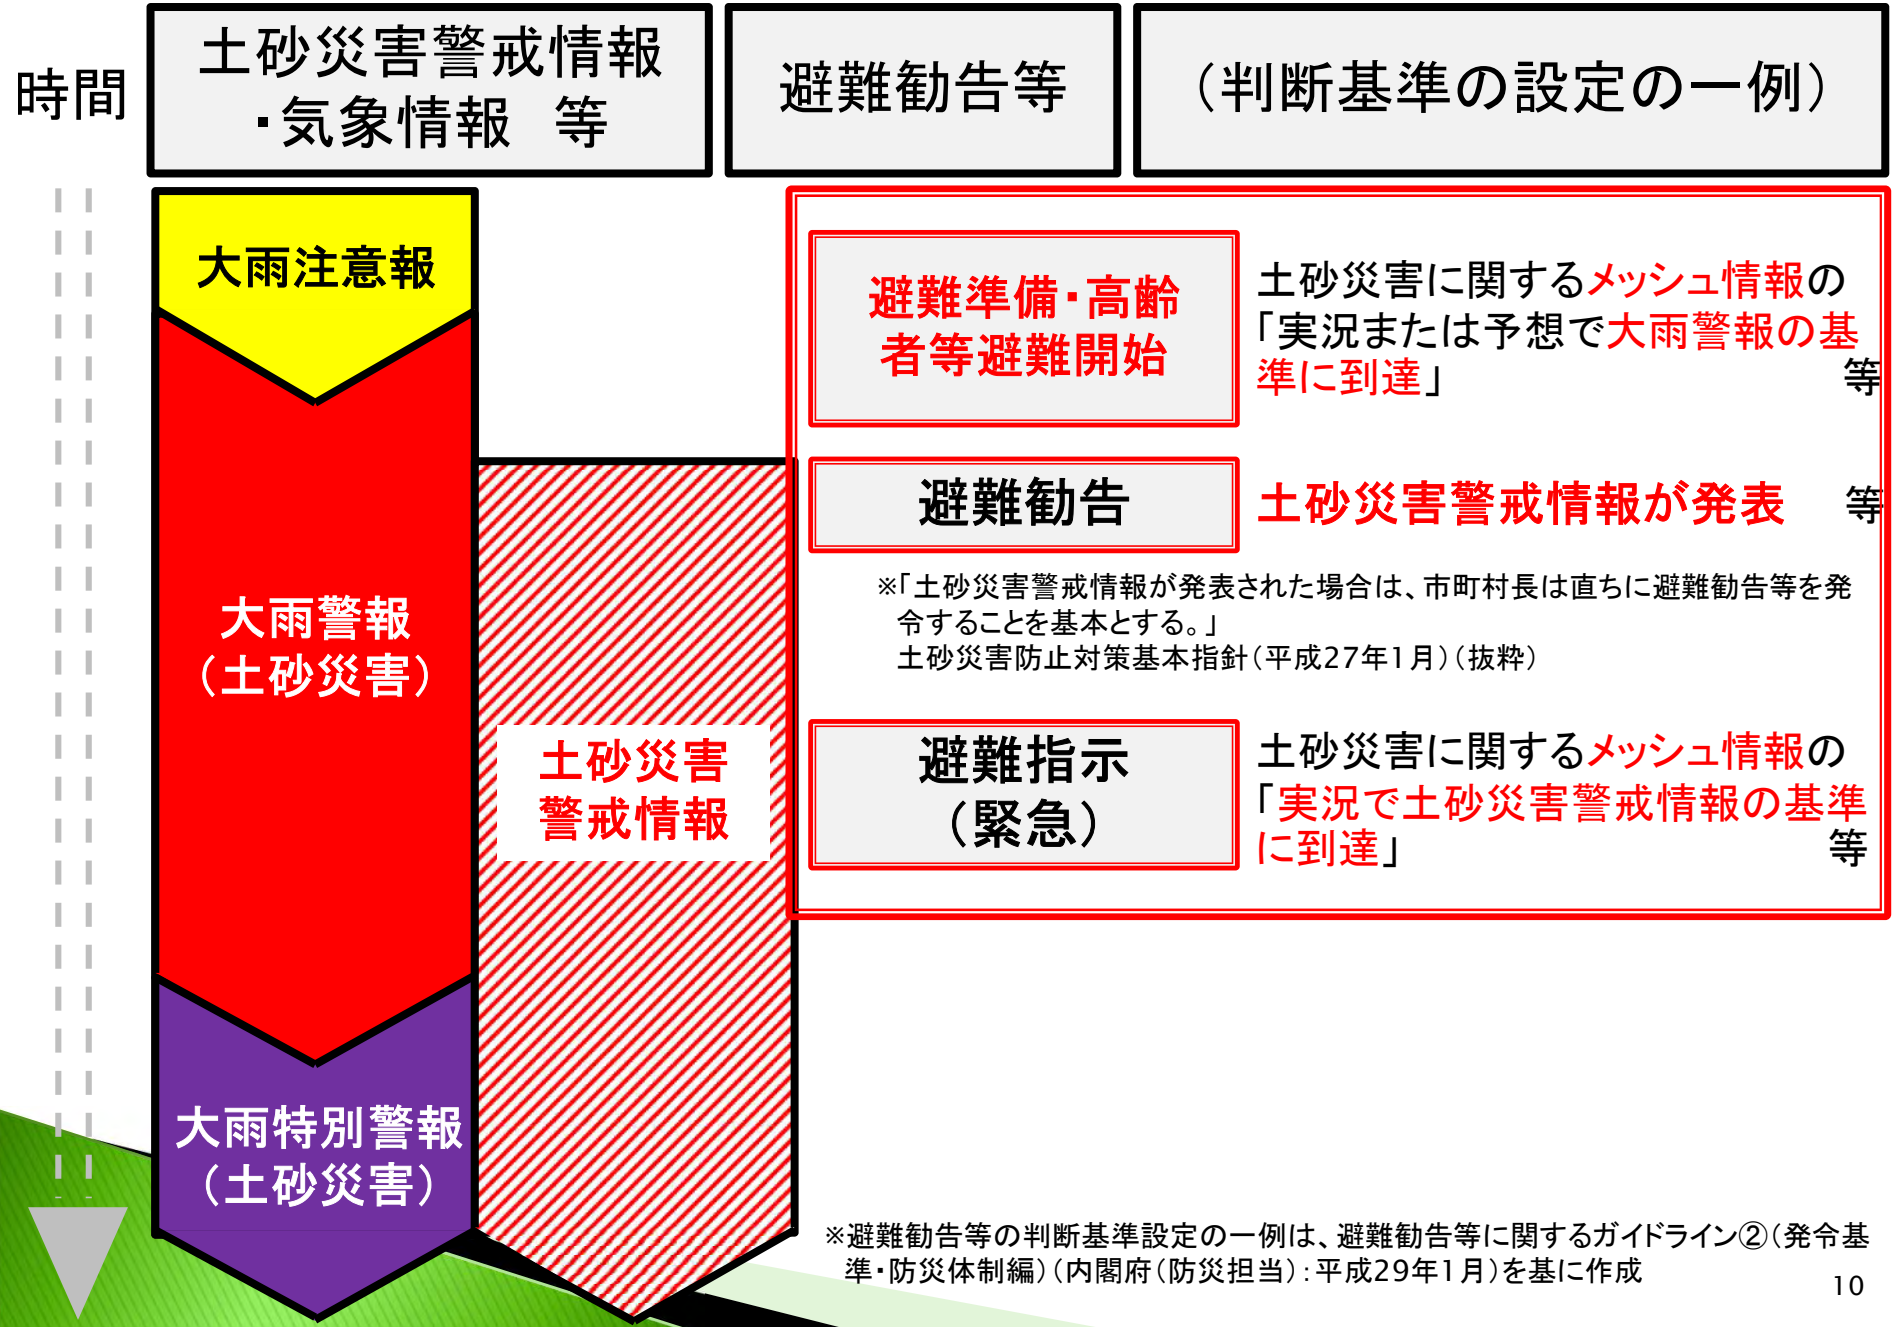 時間
土砂災害警戒情報
・気象情報　等
避難勧告等
（判断基準の設定の一例）
大雨注意報
大雨警報
（土砂災害）
大雨特別警報
（土砂災害）
土砂災害
警戒情報
避難準備・高齢
者等避難開始
土砂災害に関するメッシュ情報の
「実況または予想で大雨警報の基
準に到達」　等
避難勧告
土砂災害警戒情報が発表　等
※「土砂災害警戒情報が発表された場合は、市町村長は直ちに避難勧告等を発
令することを基本とする。」
土砂災害防止対策基本指針（平成27年1月）（抜粋）
避難指示
（緊急）
土砂災害に関するメッシュ情報の
「実況で土砂災害警戒情報の基準
に到達」　等
※避難勧告等の判断基準設定の一例は、避難勧告等に関するガイドライン②（発令基
準・防災体制編）（内閣府（防災担当）：平成29年1月）を基に作成
10